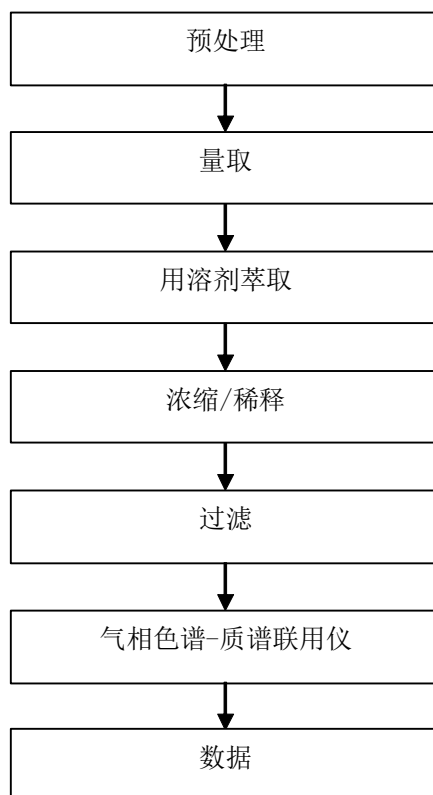 预处理
量取
用溶剂萃取
浓缩/稀释
过滤
气相色谱-质谱联用仪
数据